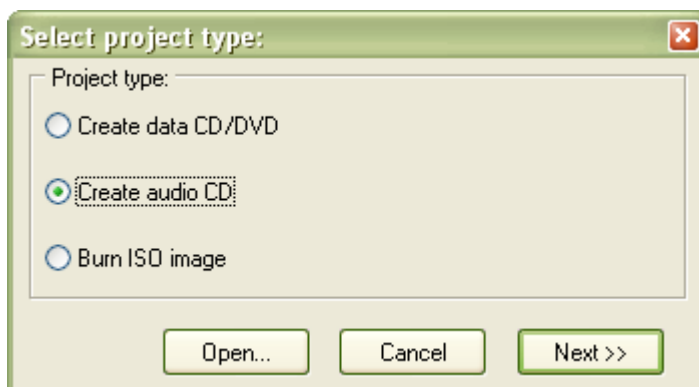 Select project type:
Project type:
Create data CD/DVD
Create audio CD
Burn ISO image
Open... Cancel Next >>